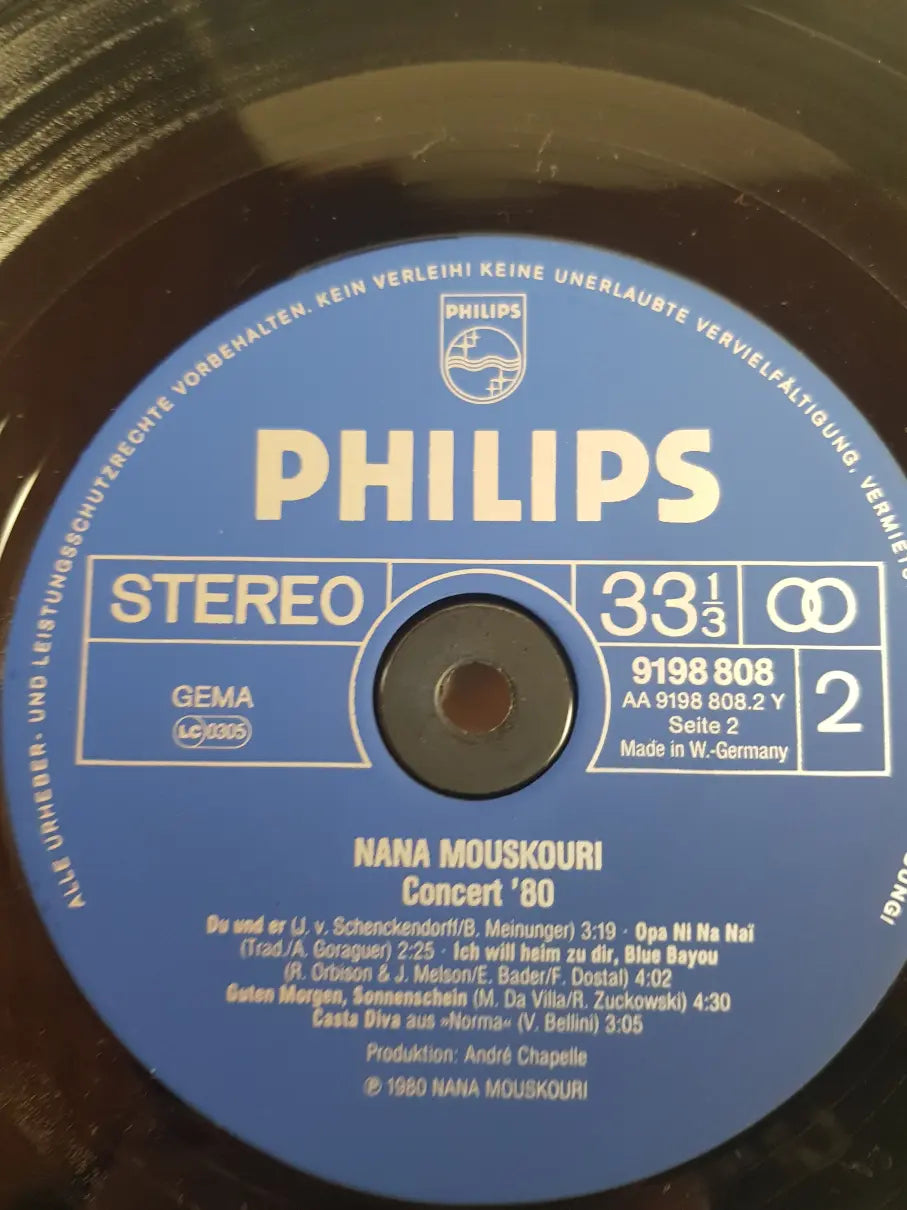 ALLE URHEBER- UND LEISTUNGSSCHUTZRECHTE VORBEHALTEN. KEIN VERLEIH! KEINE UNERLAUBTE VERVIELFÄLTIGUNG, VERMIET
PHILIPS
PHILIPS
STEREO
33 1/3
GEMA
LC 0305
9198 808
AA 9198 808.2 Y
Seite 2
Made in W.-Germany
2
NANA MOUSKOURI
Concert '80
Du und er (J. v. Schenckendorff/B. Meinunger) 3:19 · Opa Ni Na Naï
(Trad./A. Goraguer) 2:25 · Ich will heim zu dir, Blue Bayou
(R. Orbison & J. Melson/E. Bader/F. Dostal) 4:02
Guten Morgen, Sonnenschein (M. Da Villa/R. Zuckowski) 4:30
Casta Diva aus »Norma« (V. Bellini) 3:05
Produktion: André Chapelle
℗ 1980 NANA MOUSKOURI